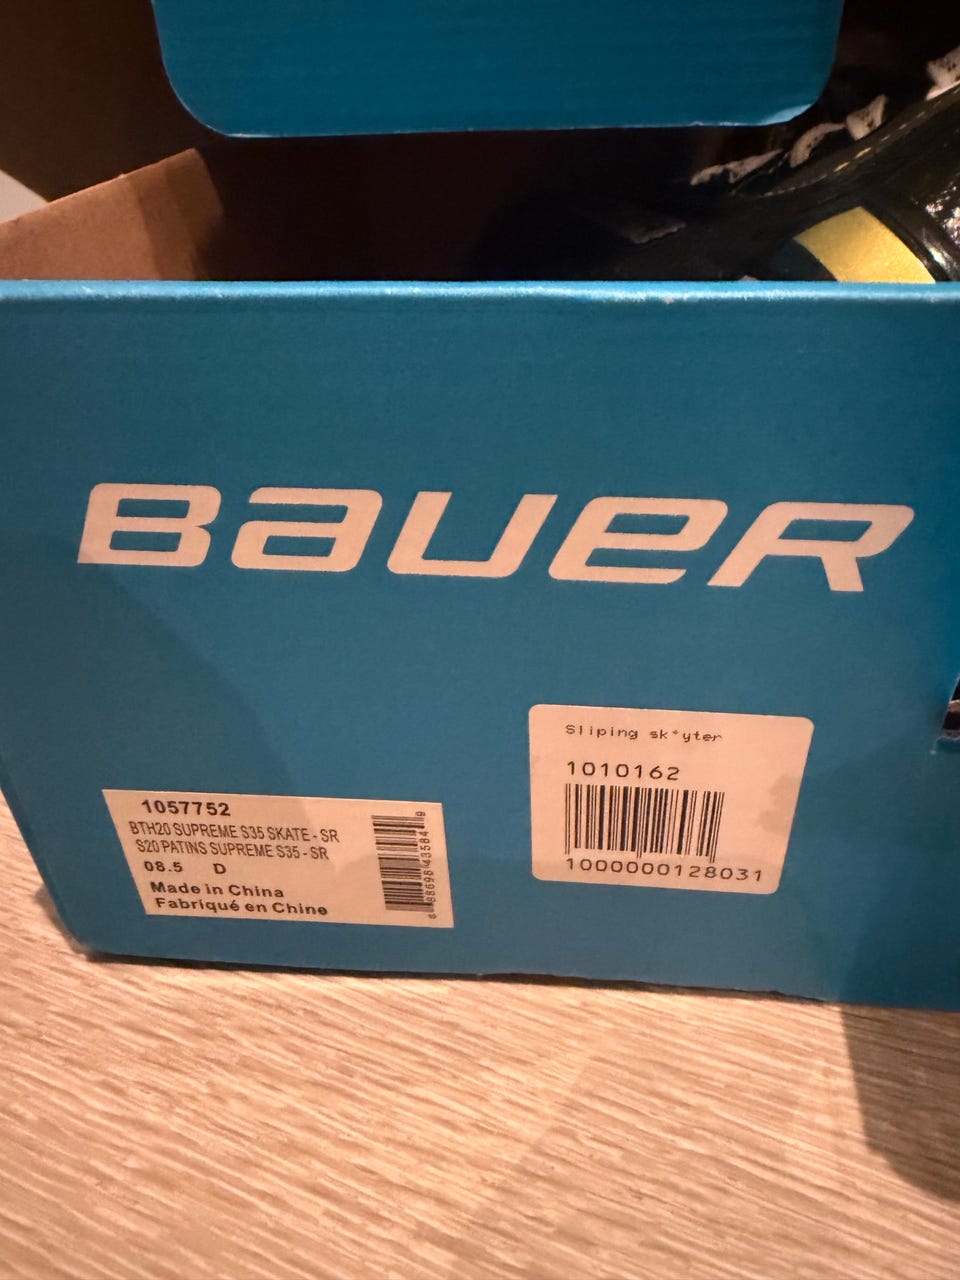 BAUER
1057752
BTH20 SUPREME S35 SKATE - SR
S20 PATINS SUPREME S35 - SR
08.5 D
Made in China
Fabriqué en Chine
Sliping sk°yter
1010162
1000000128031